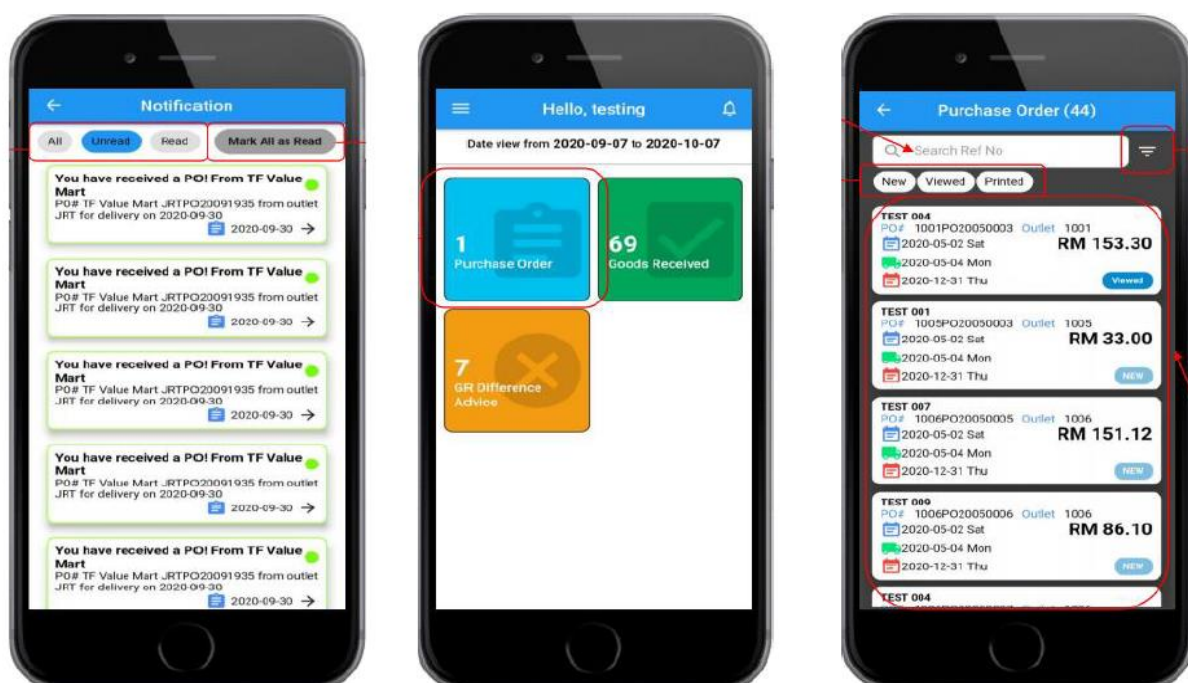 Notification
All Unread Read Mark All as Read
You have received a PO! From TF Value
Mart
PO# TF Value Mart JRTPO20091935 from outlet
JRT for delivery on 2020-09-30
2020-09-30
You have received a PO! From TF Value
Mart
PO# TF Value Mart JRTPO20091935 from outlet
JRT for delivery on 2020-09-30
2020-09-30
You have received a PO! From TF Value
Mart
PO# TF Value Mart JRTPO20091935 from outlet
JRT for delivery on 2020-09-30
2020-09-30
You have received a PO! From TF Value
Mart
PO# TF Value Mart JRTPO20091935 from outlet
JRT for delivery on 2020-09-30
2020-09-30
You have received a PO! From TF Value
Mart
PO# TF Value Mart JRTPO20091935 from outlet
JRT for delivery on 2020-09-30
2020-09-30
Hello, testing
Date view from 2020-09-07 to 2020-10-07
1
Purchase Order
69
Goods Received
7
GR Difference
Advice
Purchase Order (44)
Search Ref No
New Viewed Printed
TEST 004
PO# 1001PO20050003 Outlet 1001
2020-05-02 Sat RM 153.30
2020-05-04 Mon
2020-12-31 Thu Viewed
TEST 001
PO# 1005PO20050003 Outlet 1005
2020-05-02 Sat RM 33.00
2020-05-04 Mon
2020-12-31 Thu NEW
TEST 007
PO# 1006PO20050005 Outlet 1006
2020-05-02 Sat RM 151.12
2020-05-04 Mon
2020-12-31 Thu NEW
TEST 009
PO# 1006PO20050006 Outlet 1006
2020-05-02 Sat RM 86.10
2020-05-04 Mon
2020-12-31 Thu NEW
TEST 004